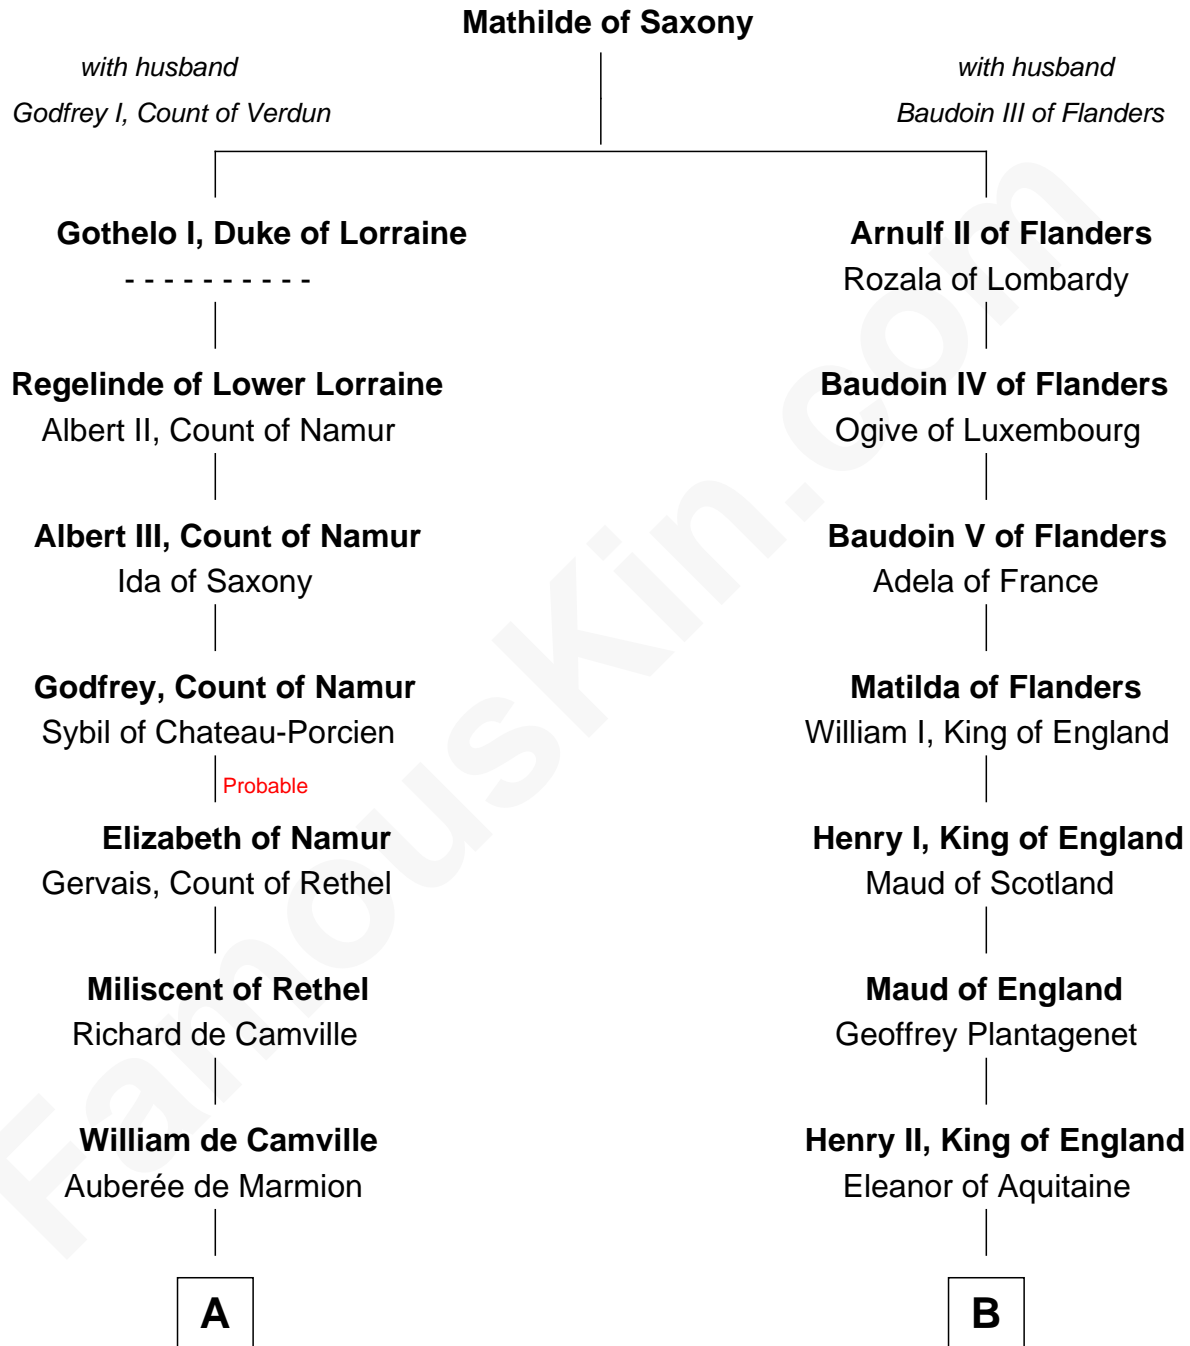 Mathilde of Saxony
with husband
Godfrey I, Count of Verdun
with husband
Baudoin III of Flanders
Gothelo I, Duke of Lorraine
- - - - - - - - - -
Arnulf II of Flanders
Rozala of Lombardy
Regelinde of Lower Lorraine
Albert II, Count of Namur
Baudoin IV of Flanders
Ogive of Luxembourg
Albert III, Count of Namur
Ida of Saxony
Baudoin V of Flanders
Adela of France
Godfrey, Count of Namur
Sybil of Chateau-Porcien
Matilda of Flanders
William I, King of England
Probable
Elizabeth of Namur
Gervais, Count of Rethel
Henry I, King of England
Maud of Scotland
Miliscent of Rethel
Richard de Camville
Maud of England
Geoffrey Plantagenet
William de Camville
Auberée de Marmion
Henry II, King of England
Eleanor of Aquitaine
A
B
FamousKin.com